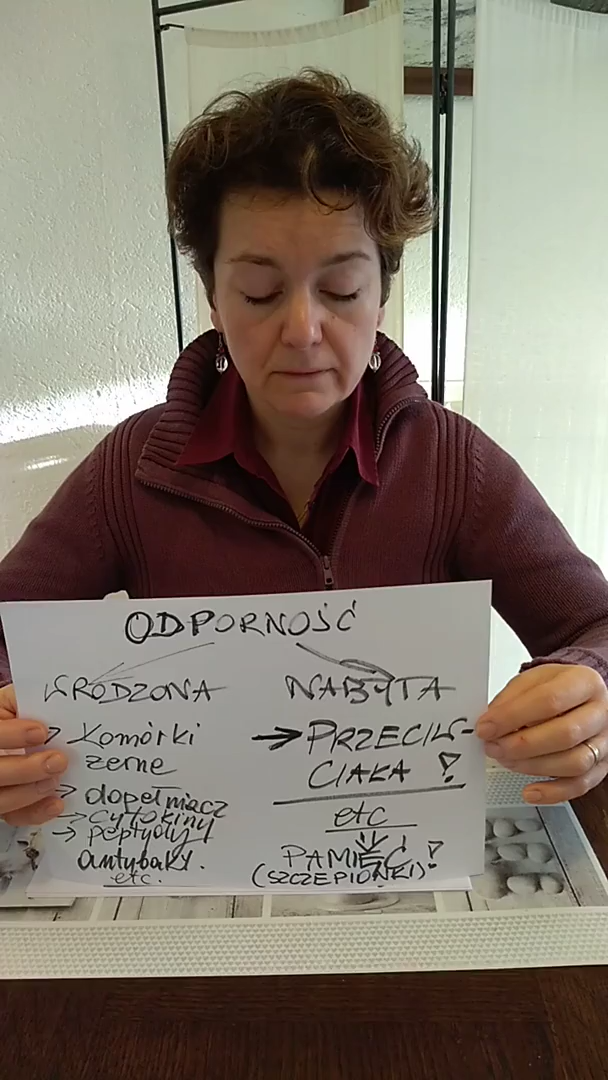 ODPORNOŚĆ
WRODZONA
→ Komórki
żerne
→ dopełniacz
→ cytokiny
→ peptydy
antybakt.
etc.
NABYTA
→ PRZECIW-
CIAŁA !
etc
PAMIĘĆ !
(SZCZEPIONKI)